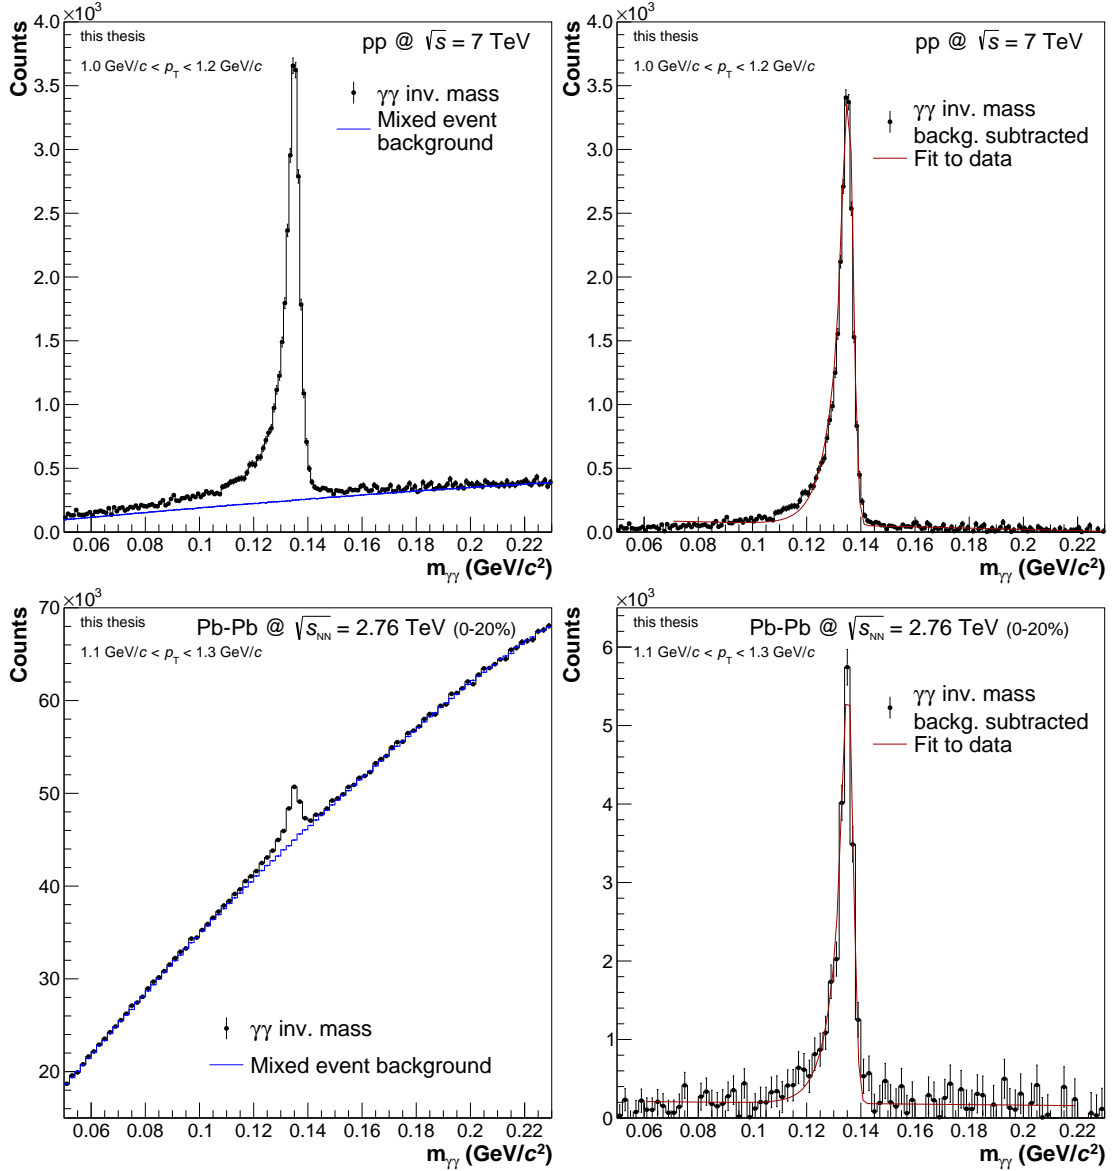 ×10³
Counts
4.0
3.5
3.0
2.5
2.0
1.5
1.0
0.5
0.0
this thesis
pp @ √s = 7 TeV
1.0 GeV/c < pT < 1.2 GeV/c
γγ inv. mass
Mixed event
background
0.06 0.08 0.1 0.12 0.14 0.16 0.18 0.2 0.22
mγγ (GeV/c²)
×10³
Counts
4.0
3.5
3.0
2.5
2.0
1.5
1.0
0.5
0.0
this thesis
pp @ √s = 7 TeV
1.0 GeV/c < pT < 1.2 GeV/c
γγ inv. mass
backg. subtracted
Fit to data
0.06 0.08 0.1 0.12 0.14 0.16 0.18 0.2 0.22
mγγ (GeV/c²)
×10³
Counts
70
60
50
40
30
20
this thesis
Pb-Pb @ √sNN = 2.76 TeV (0-20%)
1.1 GeV/c < pT < 1.3 GeV/c
γγ inv. mass
Mixed event background
0.06 0.08 0.1 0.12 0.14 0.16 0.18 0.2 0.22
mγγ (GeV/c²)
×10³
Counts
6
5
4
3
2
1
0
this thesis
Pb-Pb @ √sNN = 2.76 TeV (0-20%)
1.1 GeV/c < pT < 1.3 GeV/c
γγ inv. mass
backg. subtracted
Fit to data
0.06 0.08 0.1 0.12 0.14 0.16 0.18 0.2 0.22
mγγ (GeV/c²)